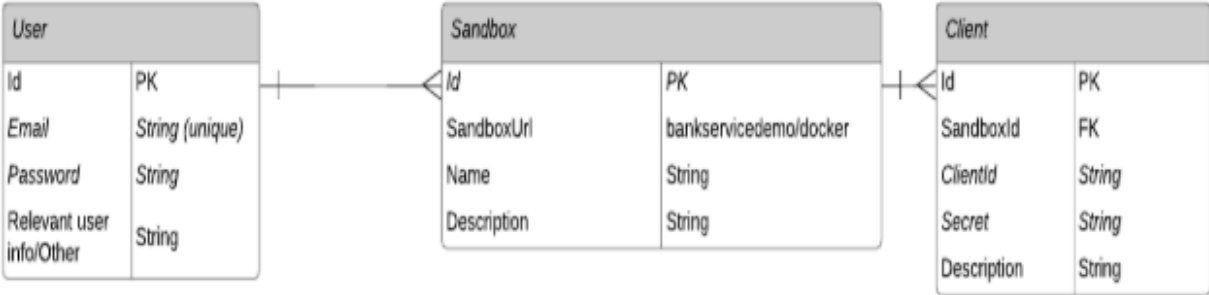 User
Id PK
Email String (unique)
Password String
Relevant user
info/Other String
Sandbox
Id PK
SandboxUrl bankservicedemo/docker
Name String
Description String
Client
Id PK
SandboxId FK
ClientId String
Secret String
Description String